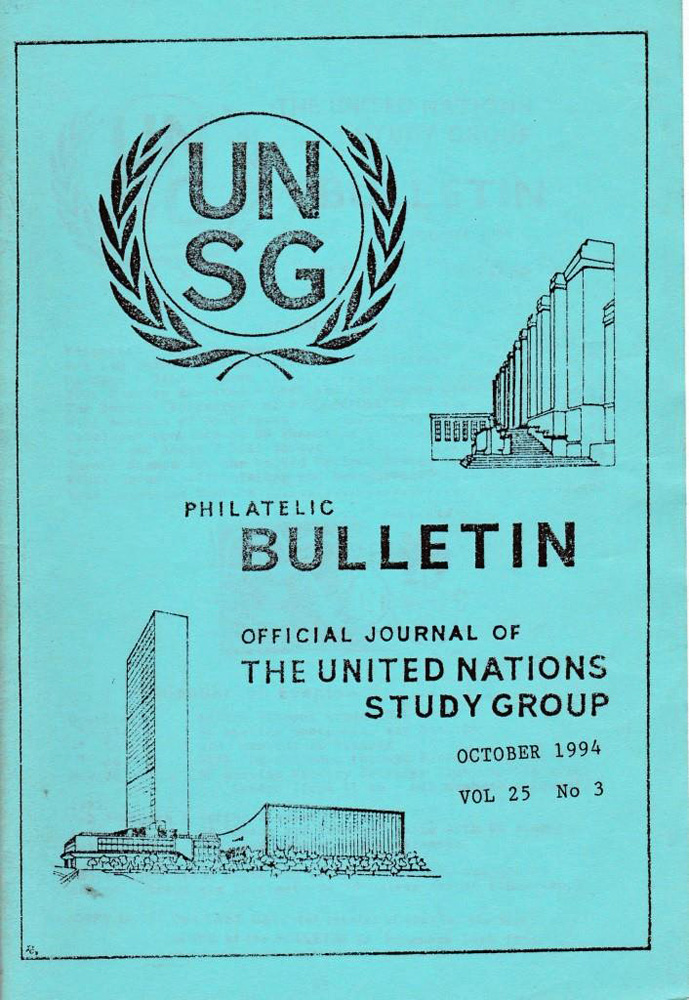 UN
SG
PHILATELIC
BULLETIN
OFFICIAL JOURNAL OF
THE UNITED NATIONS
STUDY GROUP
OCTOBER 1994
VOL 25 No 3